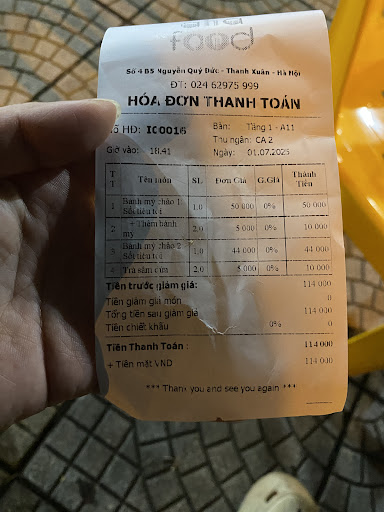 food
Số 4 B5 Nguyễn Quý Đức - Thanh Xuân - Hà Nội
ĐT: 024 62975 999
HÓA ĐƠN THANH TOÁN
Số HĐ: IC0016 Bàn: Tầng 1 - A11
Thu ngân: CA 2
Giờ vào: 18.41 Ngày: 01.07.2025
TT Tên món SL Đơn Giá G.Giá Thành Tiền
1 Bánh mỳ chảo 1 1,0 50 000 0% 50 000
Sốt tiêu
2 + Thêm bánh mỳ 2,0 5 000 0% 10 000
3 Bánh mỳ chảo 2 1,0 44 000 0% 44 000
Sốt tiêu
4 Trà sâm dứa 2,0 5 000 0% 10 000
Tiền trước giảm giá: 114 000
Tiền giảm giá món 0
Tổng tiền sau giảm giá 114 000
Tiền chiết khấu 0% 0
Tiền Thanh Toán : 114 000
+ Tiền mặt VND 114 000
*** Thank you and see you again ***